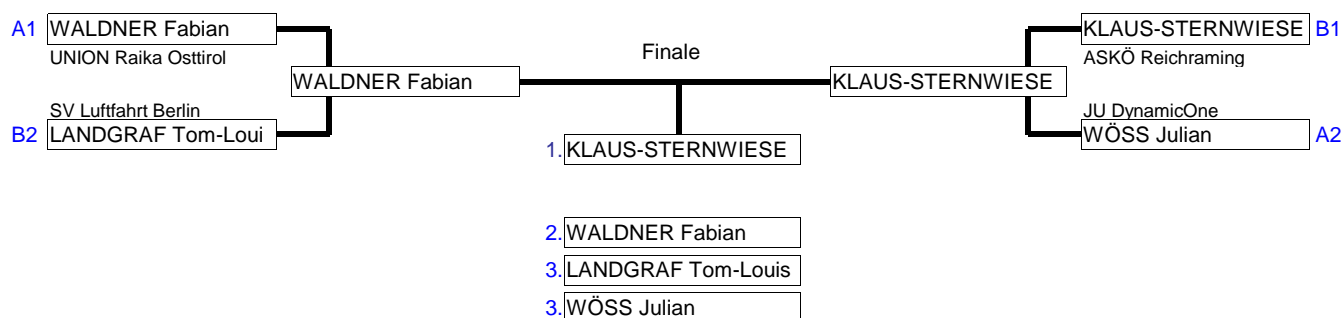 A1 WALDNER Fabian
UNION Raika Osttirol
Finale
KLAUS-STERNWIESE B1
ASKÖ Reichraming
WALDNER Fabian
KLAUS-STERNWIESE
SV Luftfahrt Berlin
B2 LANDGRAF Tom-Loui
JU DynamicOne
WÖSS Julian A2
1. KLAUS-STERNWIESE
2. WALDNER Fabian
3. LANDGRAF Tom-Louis
3. WÖSS Julian